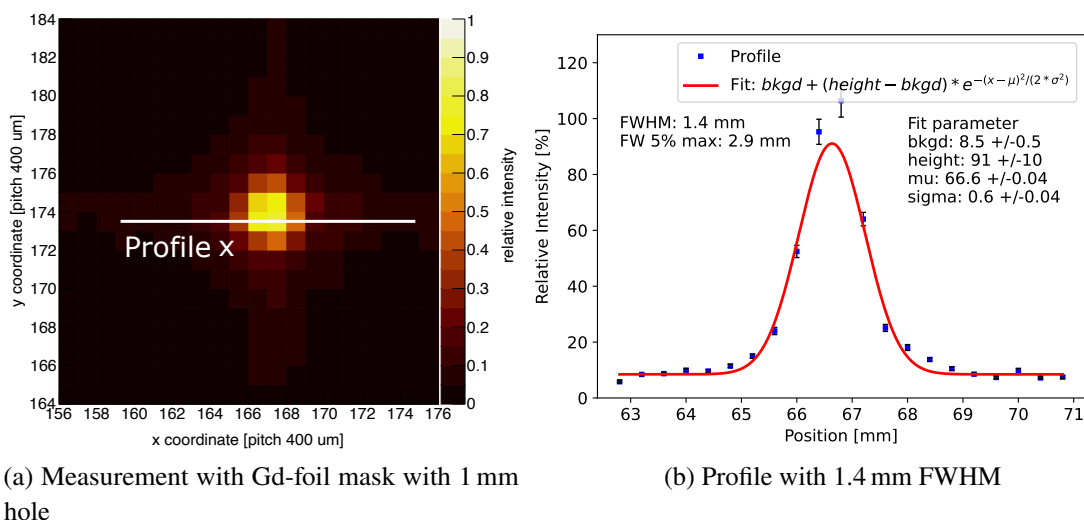 184
182
180
178
176
174
172
170
168
166
164
156 158 160 162 164 166 168 170 172 174 176
y coordinate [pitch 400 um]
x coordinate [pitch 400 um]
Profile x
1
0.9
0.8
0.7
0.6
0.5
0.4
0.3
0.2
0.1
0
relative intensity
(a) Measurement with Gd-foil mask with 1 mm
hole
Profile
Fit: bkgd + (height − bkgd) * e^{−(x−μ)²/(2*σ²)}
FWHM: 1.4 mm
FW 5% max: 2.9 mm
Fit parameter
bkgd: 8.5 +/-0.5
height: 91 +/-10
mu: 66.6 +/-0.04
sigma: 0.6 +/-0.04
120
100
80
60
40
20
0
Relative Intensity [%]
63 64 65 66 67 68 69 70 71
Position [mm]
(b) Profile with 1.4 mm FWHM